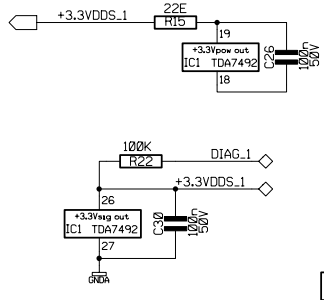 +3.3VDDS_1
22E
R15
19
+3.3Vpow out
IC1 TDA7492
18
C26
100n
50V
100K
R22
DIAG_1
+3.3VDDS_1
26
+3.3Vsig out
IC1 TDA7492
27
C30
100n
50V
GNDA